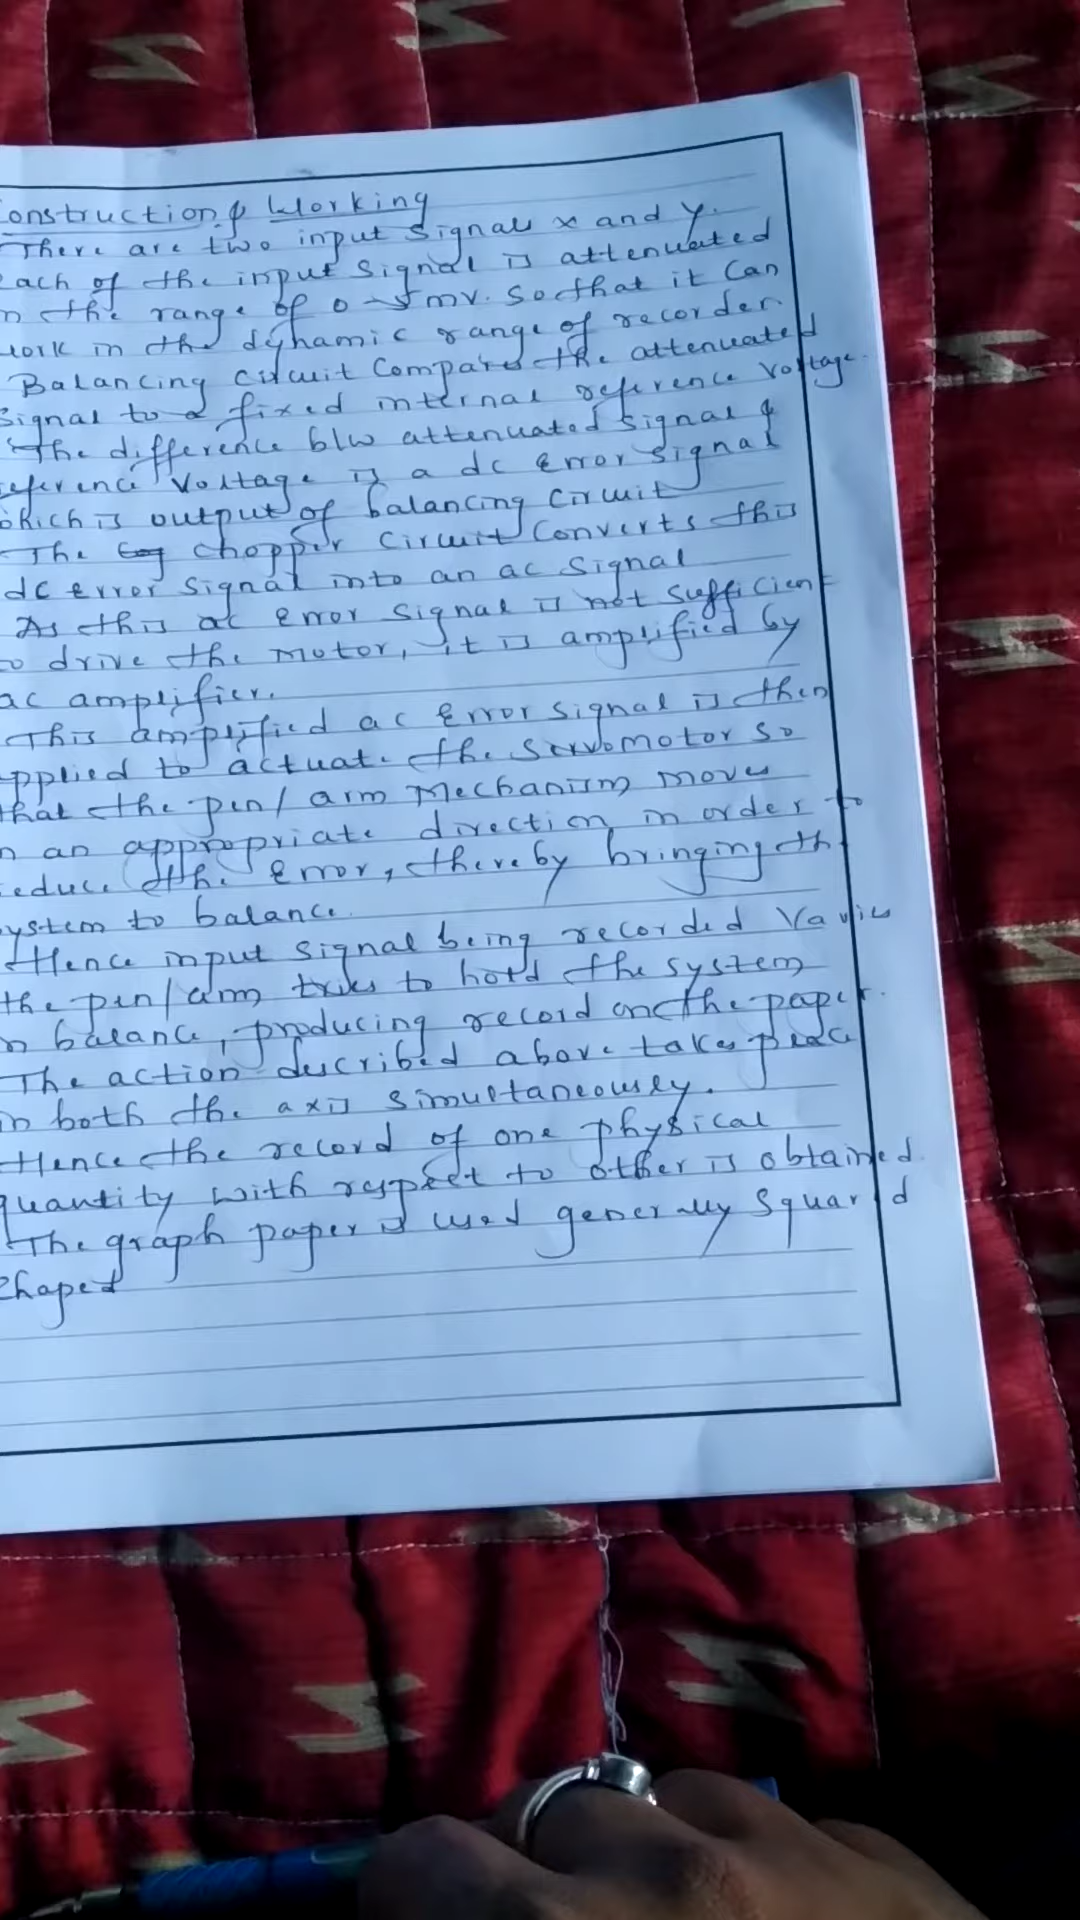 onstruction & Working
There are two input signals x and y.
each of the input signal is attenuated
n the range of 0-5mv. so that it can
work in the dynamic range of recorder.
Balancing circuit Compares the attenuated
signal to a fixed internal reference voltage.
The difference b/w attenuated signal &
reference voltage is a dc error signal
which is output of balancing circuit
The chopper circuit Converts this
dc error signal into an ac signal
As this ac error signal is not sufficient
to drive the motor, it is amplified by
ac amplifier.
This amplified ac error signal is then
applied to actuate the servomotor so
that the pen/ arm Mechanism moves
n an appropriate direction in order to
reduce the error, thereby bringing the
ystem to balance.
Hence input signal being recorded Varies
the pen/arm tries to hold the system
n balance, producing record on the paper.
The action described above takes place
in both the axis simultaneously.
Hence the record of one physical
quantity with respect to other is obtained.
The graph paper is used generally squared
shaped